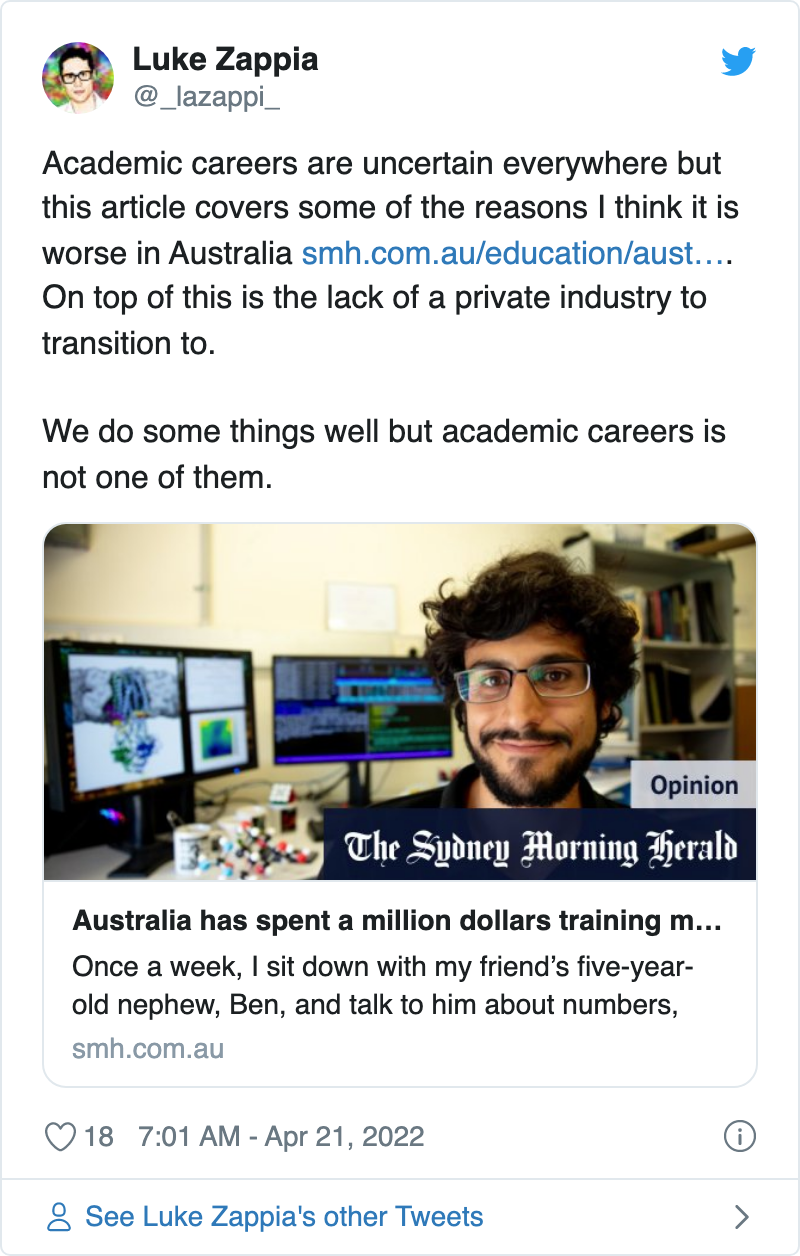 Luke Zappia
@_lazappi_
Academic careers are uncertain everywhere but
this article covers some of the reasons I think it is
worse in Australia smh.com.au/education/aust….
On top of this is the lack of a private industry to
transition to.
We do some things well but academic careers is
not one of them.
Opinion
The Sydney Morning Herald
Australia has spent a million dollars training m…
Once a week, I sit down with my friend’s five-year-
old nephew, Ben, and talk to him about numbers,
smh.com.au
18 7:01 AM - Apr 21, 2022
See Luke Zappia's other Tweets